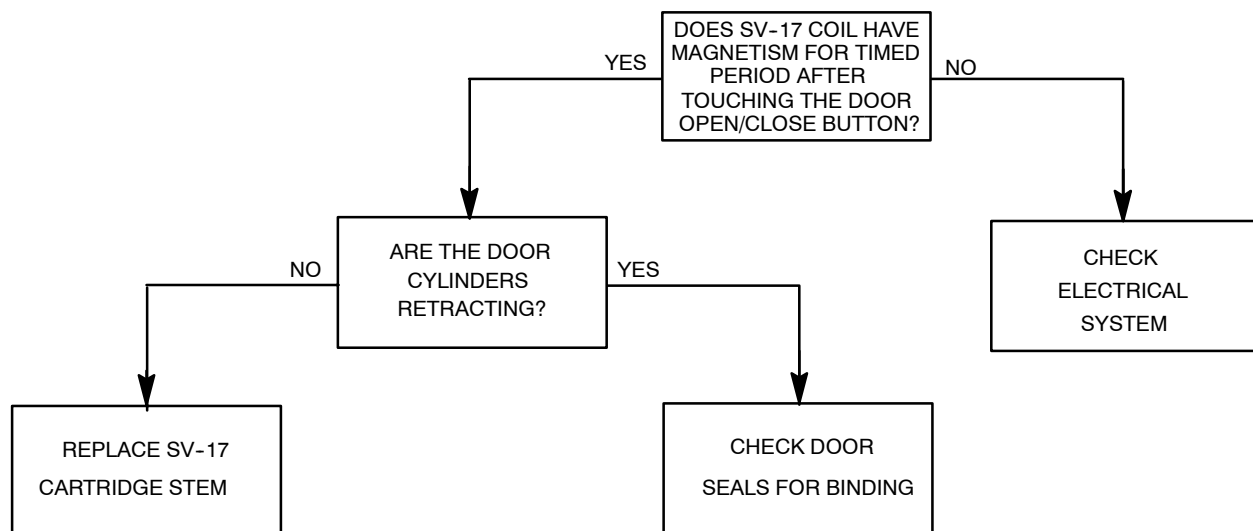 DOES SV-17 COIL HAVE
MAGNETISM FOR TIMED
PERIOD AFTER
TOUCHING THE DOOR
OPEN/CLOSE BUTTON?
YES
NO
ARE THE DOOR
CYLINDERS
RETRACTING?
NO
YES
CHECK
ELECTRICAL
SYSTEM
REPLACE SV-17
CARTRIDGE STEM
CHECK DOOR
SEALS FOR BINDING